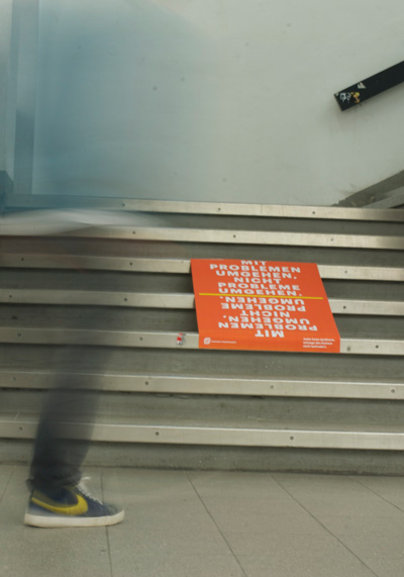 MIT
PROBLEMEN
UMGEHEN,
NICHT
PROBLEME
UMGEHEN.
MIT
PROBLEMEN
UMGEHEN,
NICHT
PROBLEME
UMGEHEN.